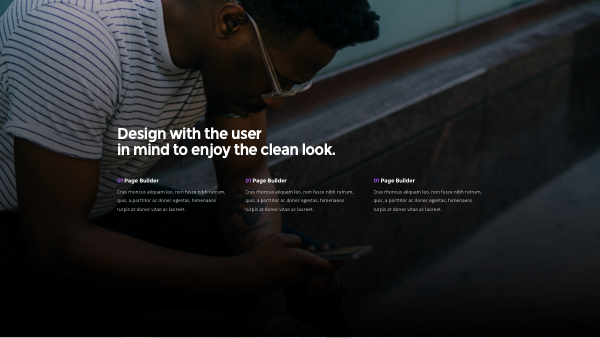 Design with the user
in mind to enjoy the clean look.
01 Page Builder
Cras rhoncus aliquam leo, non fusce nibh rutrum,
quis, a porttitor ac donec egestas, himenaeos
turpis at donec vitae ac laoreet.
01 Page Builder
Cras rhoncus aliquam leo, non fusce nibh rutrum,
quis, a porttitor ac donec egestas, himenaeos
turpis at donec vitae ac laoreet.
01 Page Builder
Cras rhoncus aliquam leo, non fusce nibh rutrum,
quis, a porttitor ac donec egestas, himenaeos
turpis at donec vitae ac laoreet.